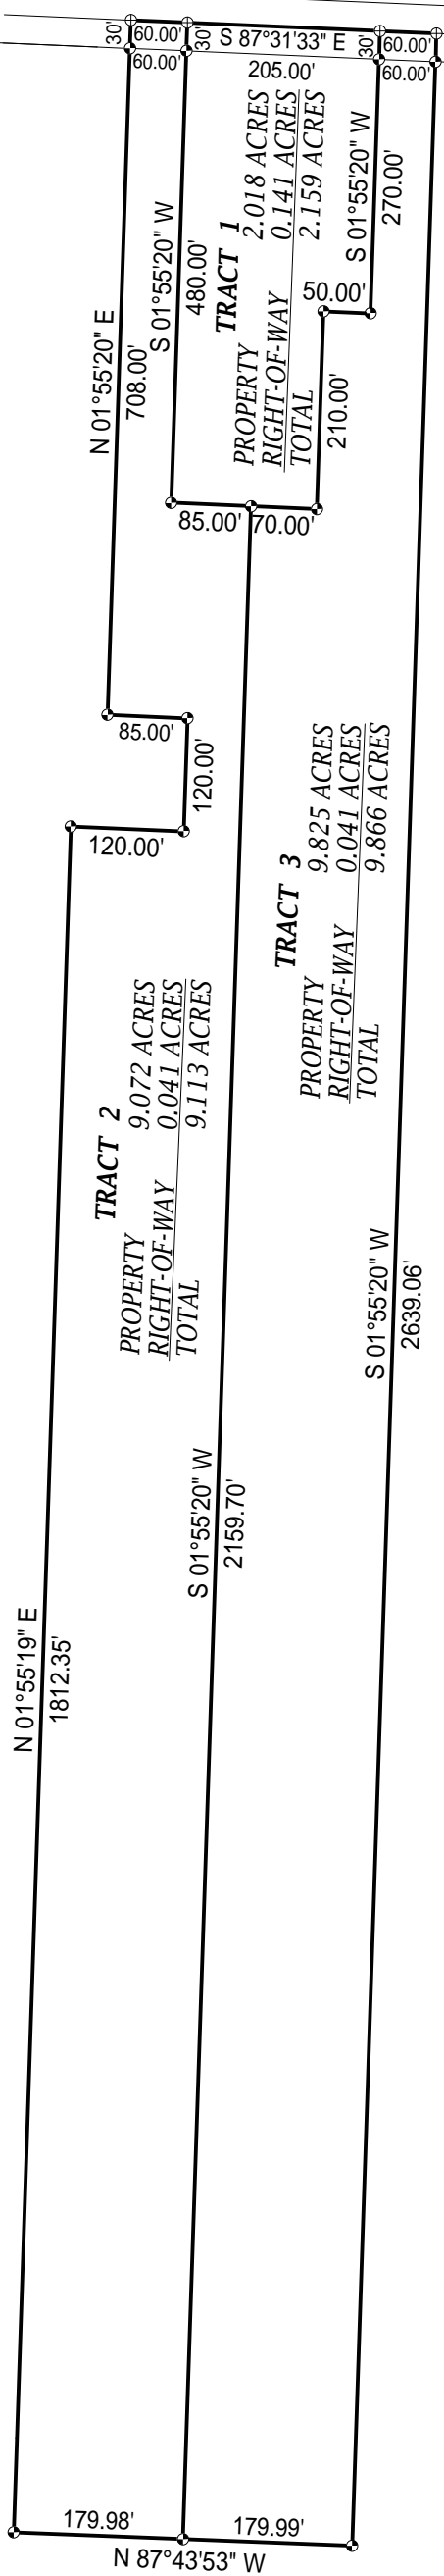 30'
60.00'
30'
S 87°31'33" E
30'
60.00'
60.00'
205.00'
60.00'
N 01°55'20" E
708.00'
S 01°55'20" W
480.00'
TRACT 1
PROPERTY 2.018 ACRES
RIGHT-OF-WAY 0.141 ACRES
TOTAL 2.159 ACRES
S 01°55'20" W
270.00'
50.00'
210.00'
85.00'
70.00'
85.00'
120.00'
120.00'
TRACT 3
PROPERTY 9.825 ACRES
RIGHT-OF-WAY 0.041 ACRES
TOTAL 9.866 ACRES
TRACT 2
PROPERTY 9.072 ACRES
RIGHT-OF-WAY 0.041 ACRES
TOTAL 9.113 ACRES
S 01°55'20" W
2639.06'
S 01°55'20" W
2159.70'
N 01°55'19" E
1812.35'
179.98'
179.99'
N 87°43'53" W